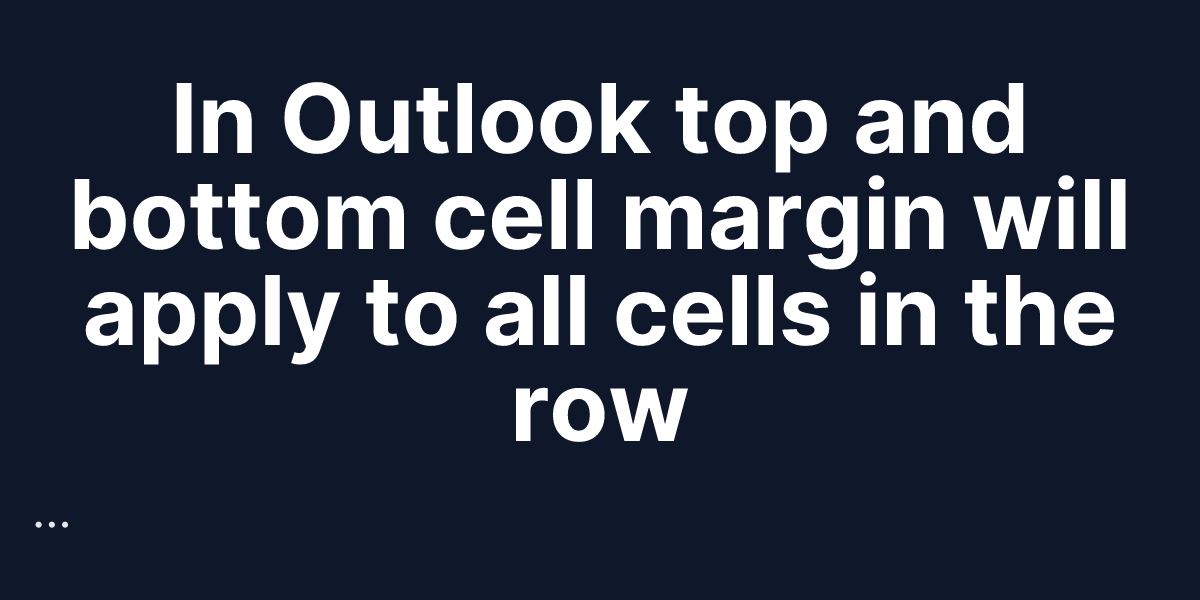 In Outlook top and
bottom cell margin will
apply to all cells in the
row
...